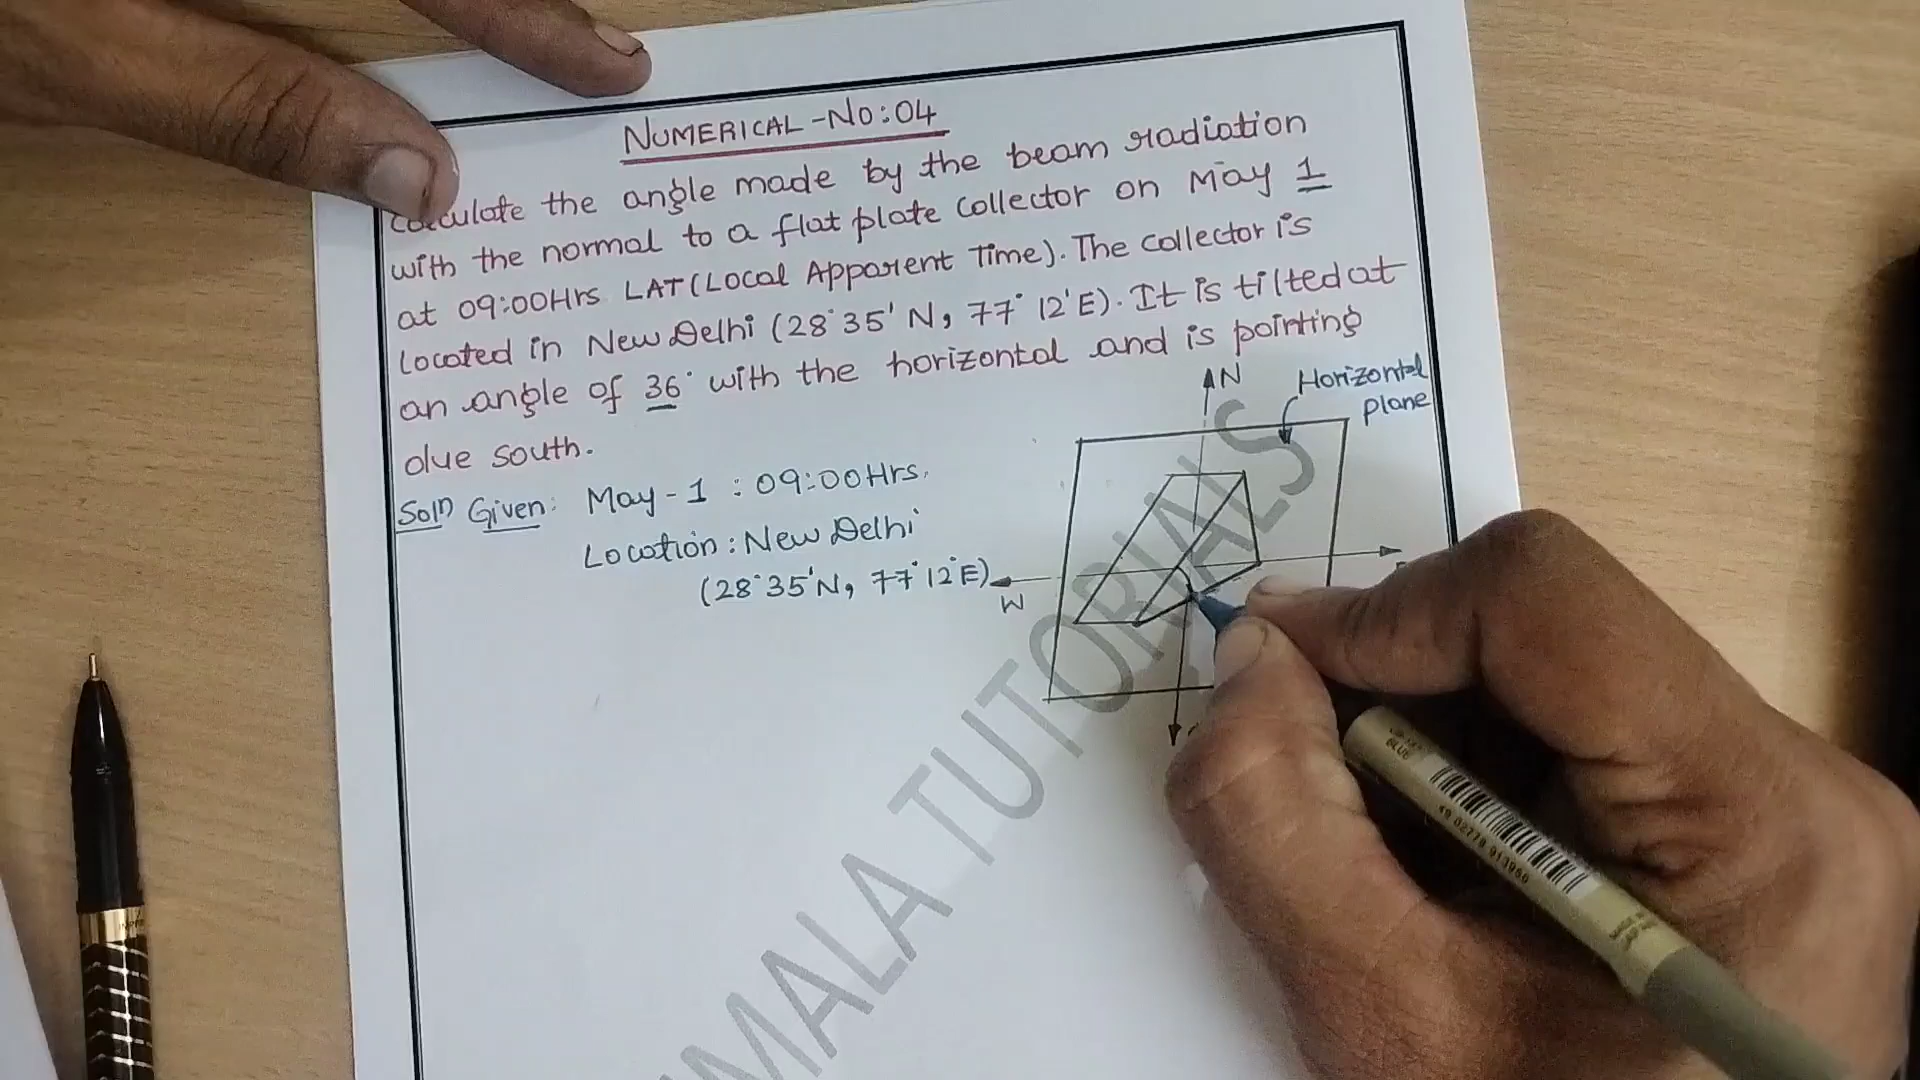 NUMERICAL-NO:04
Calculate the angle made by the beam radiation
with the normal to a flat plate collector on May 1
at 09:00Hrs LAT (Local Apparent Time). The collector is
located in New Delhi (28°35'N, 77°12'E). It is tilted at
an angle of 36° with the horizontal and is pointing
due south.
Soln Given: May-1 : 09:00Hrs.
Location: New Delhi
(28°35'N, 77°12°E)
N
Horizontal
plane
W
MALA TUTORIALS